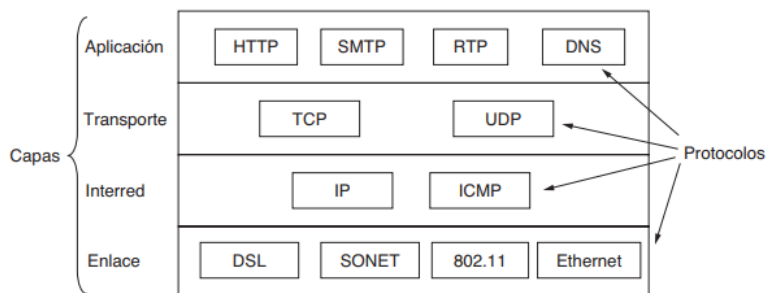 Aplicación HTTP SMTP RTP DNS
Transporte TCP UDP
Capas Protocolos
Interred IP ICMP
Enlace DSL SONET 802.11 Ethernet